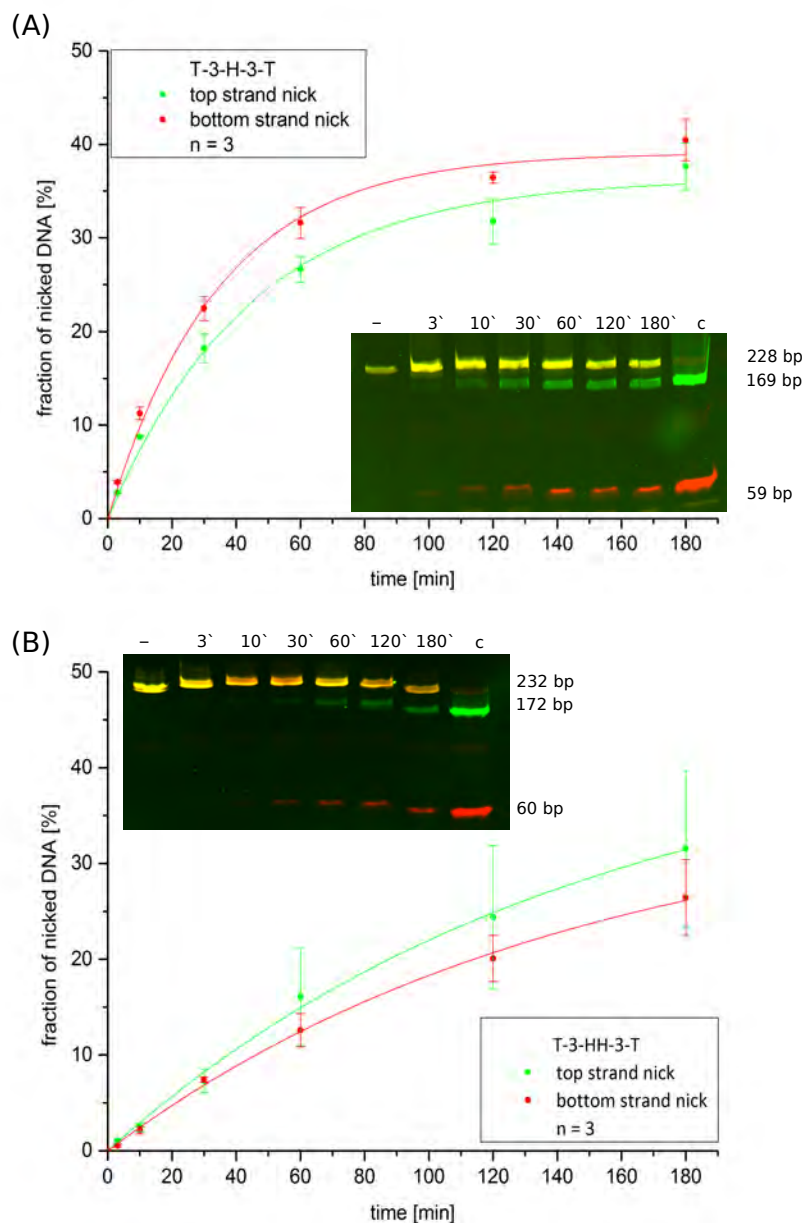 (A)
50
40
30
20
10
0
fraction of nicked DNA [%]
T-3-H-3-T
top strand nick
bottom strand nick
n = 3
– 3` 10` 30` 60` 120` 180` c
228 bp
169 bp
59 bp
0 20 40 60 80 100 120 140 160 180
time [min]
(B)
– 3` 10` 30` 60` 120` 180` c
232 bp
172 bp
60 bp
50
40
30
20
10
0
fraction of nicked DNA [%]
T-3-HH-3-T
top strand nick
bottom strand nick
n = 3
0 20 40 60 80 100 120 140 160 180
time [min]